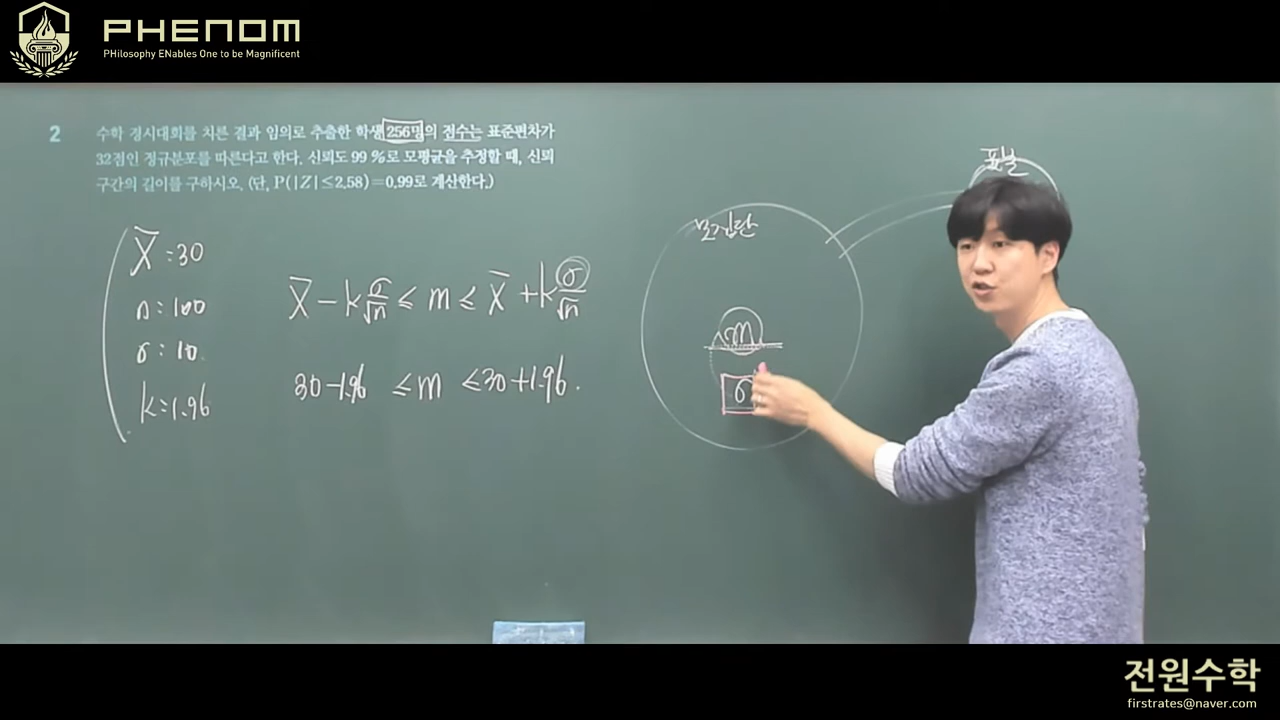 PHENOM
PHilosophy ENables One to be Magnificent
2 수학 경시대회를 치른 결과 임의로 추출한 학생 256명의 점수는 표준편차가
32점인 정규분포를 따른다고 한다. 신뢰도 99 %로 모평균을 추정할 때, 신뢰
구간의 길이를 구하시오. (단, P(|Z|≤2.58)=0.99로 계산한다.)
X̄=30
n=100
σ=10
k=1.96
X̄-k σ/√n ≤ m ≤ X̄+k σ/√n
30-1.96 ≤ m ≤ 30+1.96.
모집단
m
σ
표본
전원수학
firstrates@naver.com